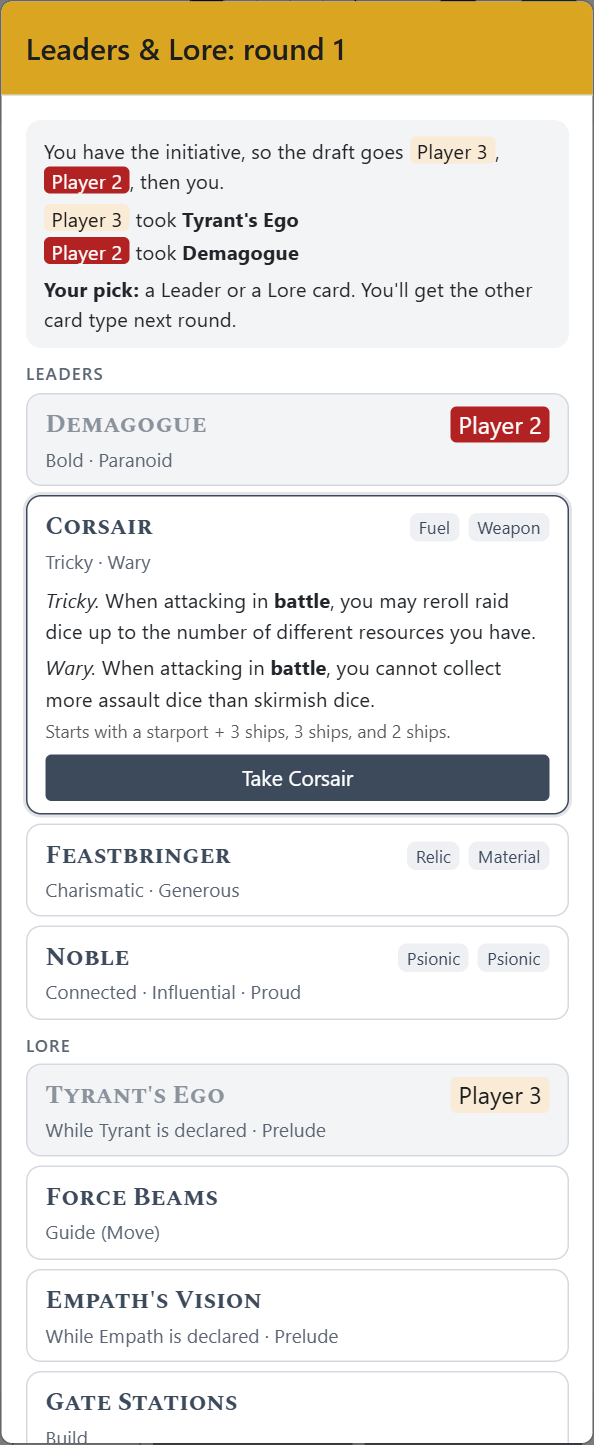 Leaders & Lore: round 1
You have the initiative, so the draft goes Player 3 ,
Player 2 , then you.
Player 3 took Tyrant's Ego
Player 2 took Demagogue
Your pick: a Leader or a Lore card. You'll get the other
card type next round.
LEADERS
Demagogue Player 2
Bold · Paranoid
Corsair Fuel Weapon
Tricky · Wary
Tricky. When attacking in battle, you may reroll raid
dice up to the number of different resources you have.
Wary. When attacking in battle, you cannot collect
more assault dice than skirmish dice.
Starts with a starport + 3 ships, 3 ships, and 2 ships.
Take Corsair
Feastbringer Relic Material
Charismatic · Generous
Noble Psionic Psionic
Connected · Influential · Proud
LORE
Tyrant's Ego Player 3
While Tyrant is declared · Prelude
Force Beams
Guide (Move)
Empath's Vision
While Empath is declared · Prelude
Gate Stations
Build